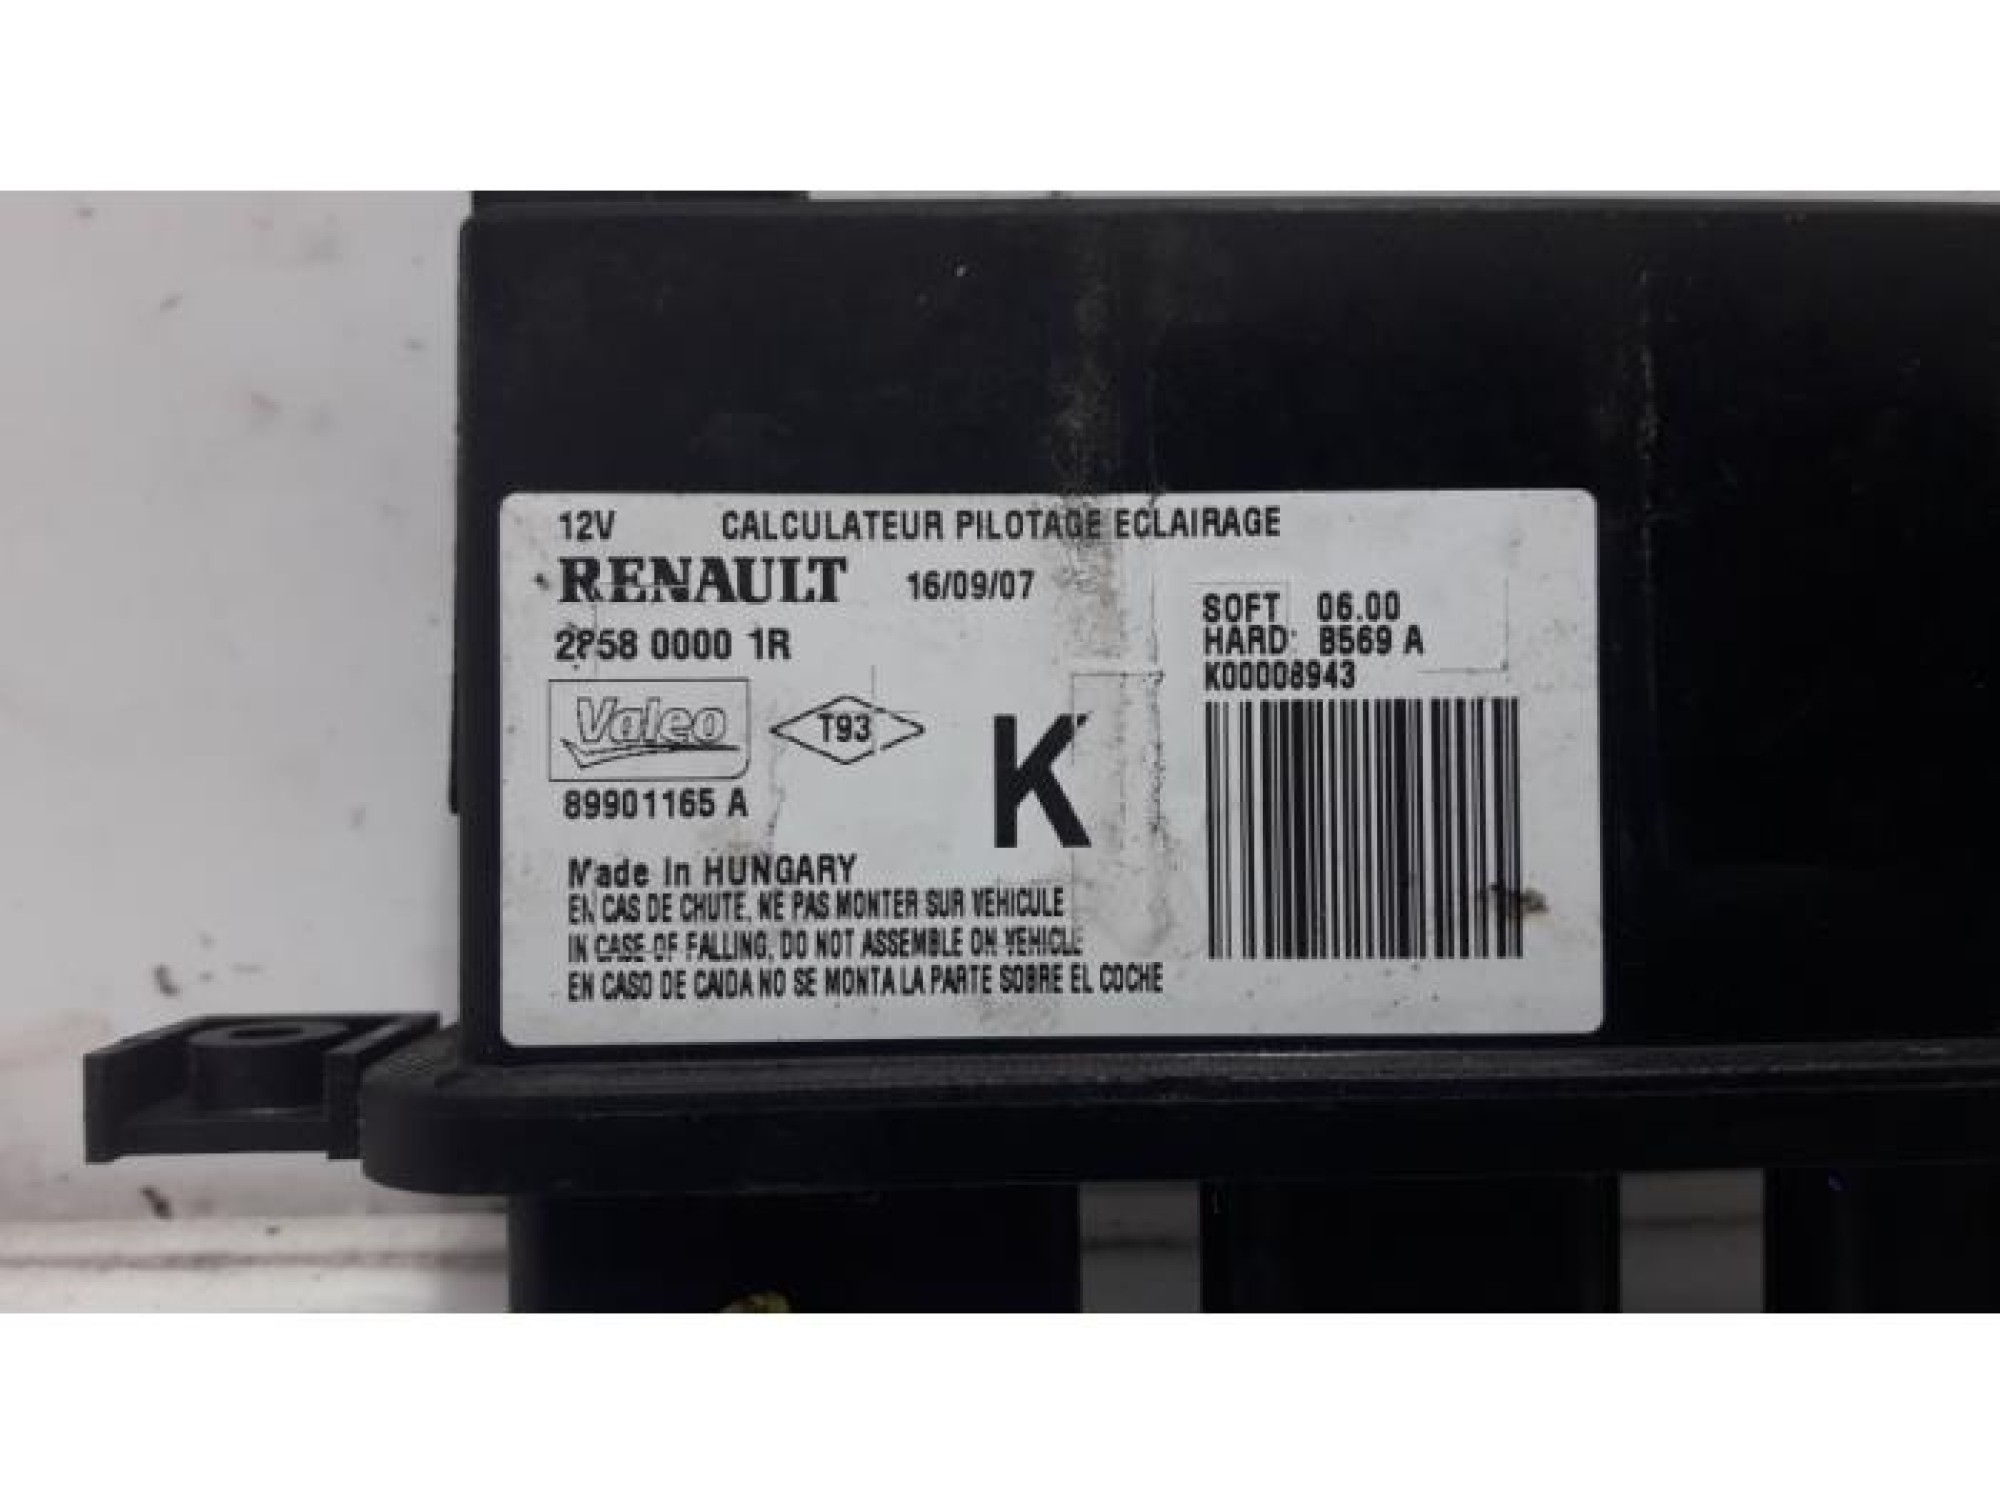 12V CALCULATEUR PILOTAGE ECLAIRAGE
RENAULT 16/09/07
SOFT 06.00
HARD: B569 A
K00008943
0000 1R
Valeo
T93
K
89901165 A
Made In HUNGARY
EN CAS DE CHUTE, NE PAS MONTER SUR VEHICULE
IN CASE OF FALLING, DO NOT ASSEMBLE ON VEHICLE
EN CASO DE CAIDA NO SE MONTA LA PARTE SOBRE EL COCHE